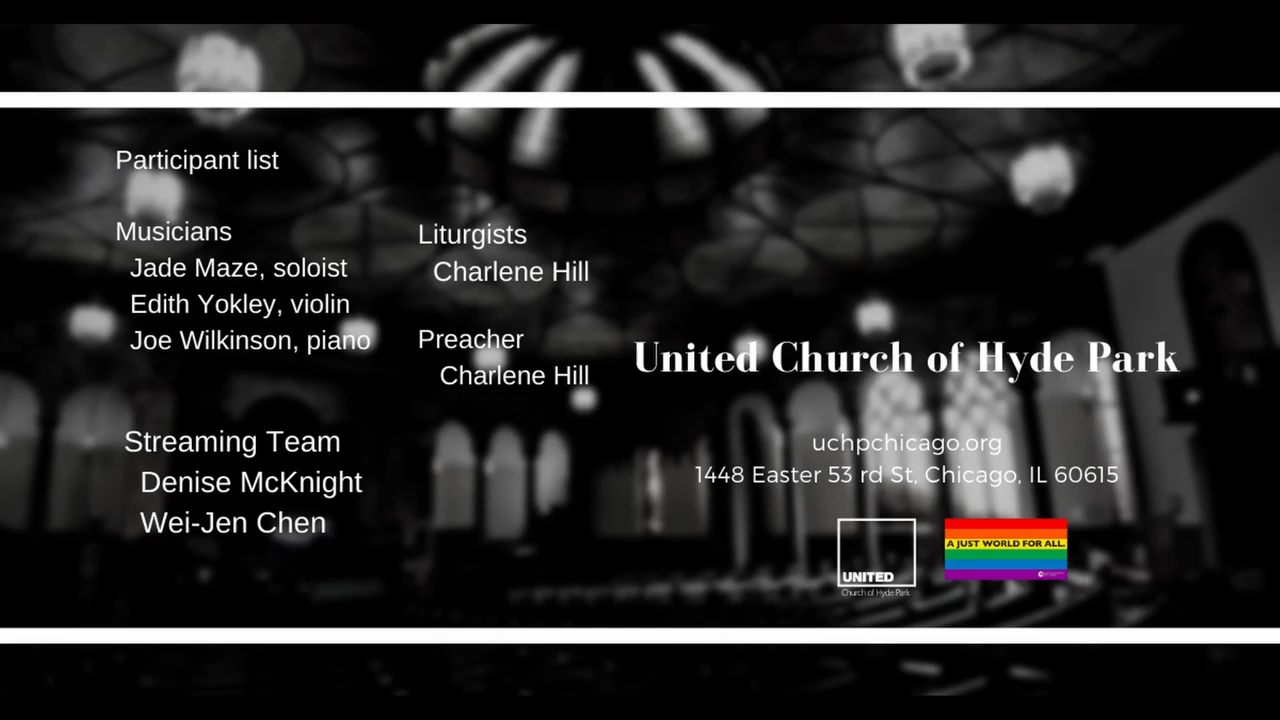 Participant list
Musicians
Jade Maze, soloist
Edith Yokley, violin
Joe Wilkinson, piano
Streaming Team
Denise McKnight
Wei-Jen Chen
Liturgists
Charlene Hill
Preacher
Charlene Hill
United Church of Hyde Park
uchpchicago.org
1448 Easter 53 rd St, Chicago, IL 60615
UNITED
Church of Hyde Park
A JUST WORLD FOR ALL.